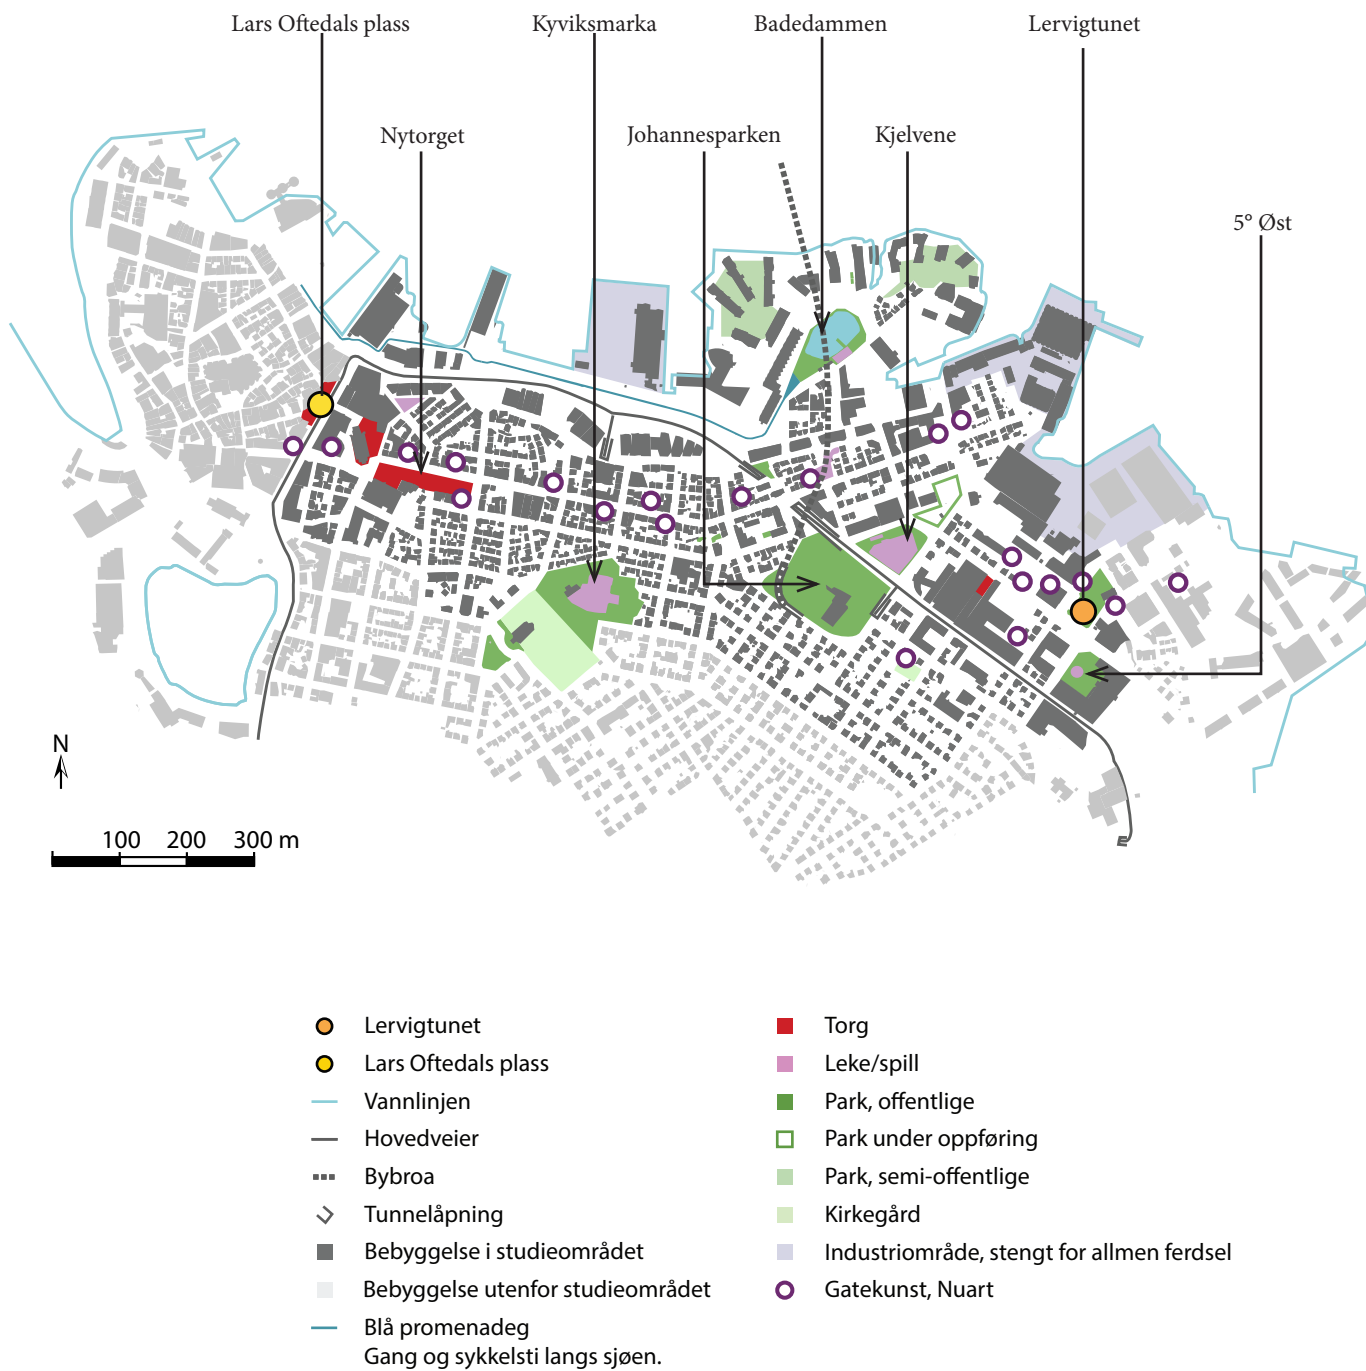 Lars Oftedals plass
Kyviksmarka
Badedammen
Lervigtunet
Nytorget
Johannesparken
Kjelvene
5° Øst
N
100 200 300 m
Lervigtunet
Lars Oftedals plass
Vannlinjen
Hovedveier
Bybroa
Tunnelåpning
Bebyggelse i studieområdet
Bebyggelse utenfor studieområdet
Blå promenadeg
Gang og sykkelsti langs sjøen.
Torg
Leke/spill
Park, offentlige
Park under oppføring
Park, semi-offentlige
Kirkegård
Industriområde, stengt for allmen ferdsel
Gatekunst, Nuart